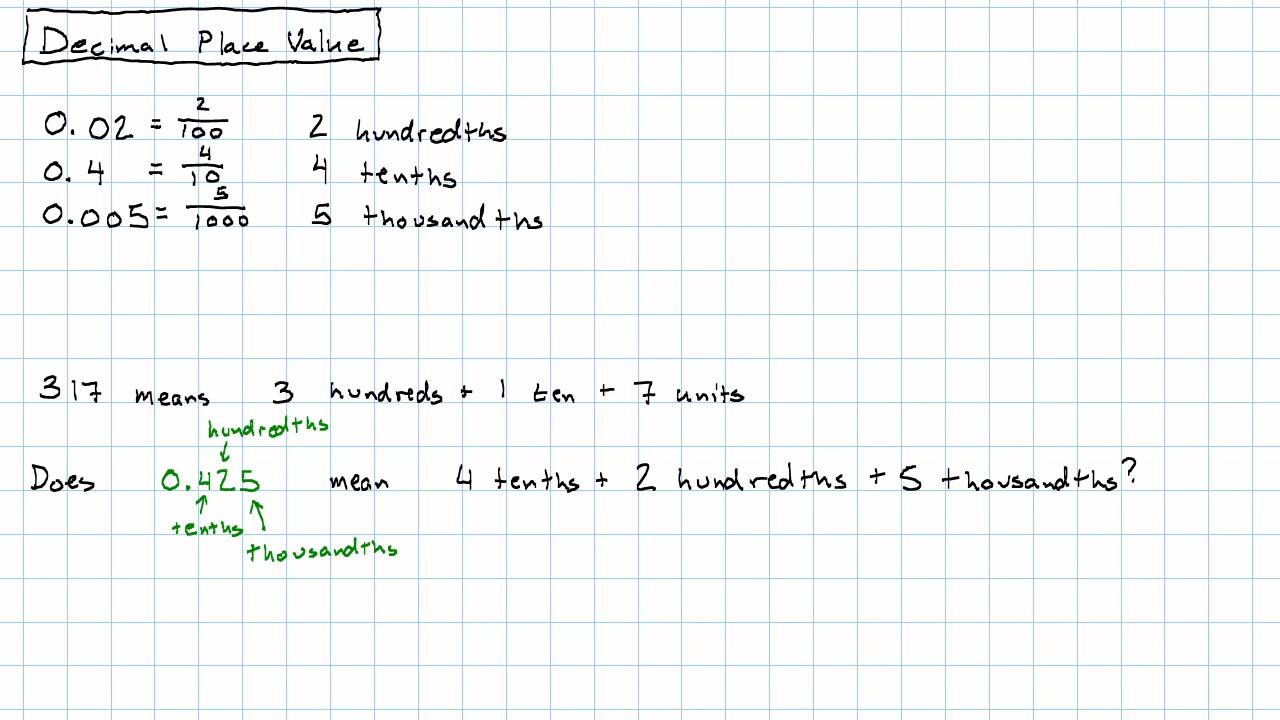 Decimal Place Value
0.02 = 2/100 2 hundredths
0.4 = 4/10 4 tenths
0.005 = 5/1000 5 thousandths
317 means 3 hundreds + 1 ten + 7 units
hundredths
Does 0.425 mean 4 tenths + 2 hundredths + 5 thousandths?
tenths
thousandths